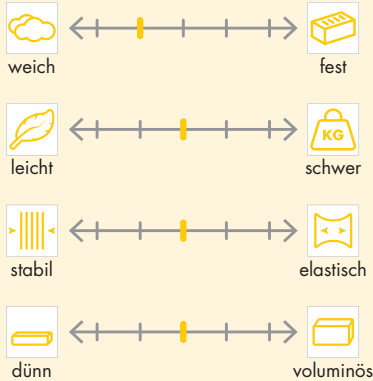 weich fest
KG
leicht schwer
stabil elastisch
dünn voluminös